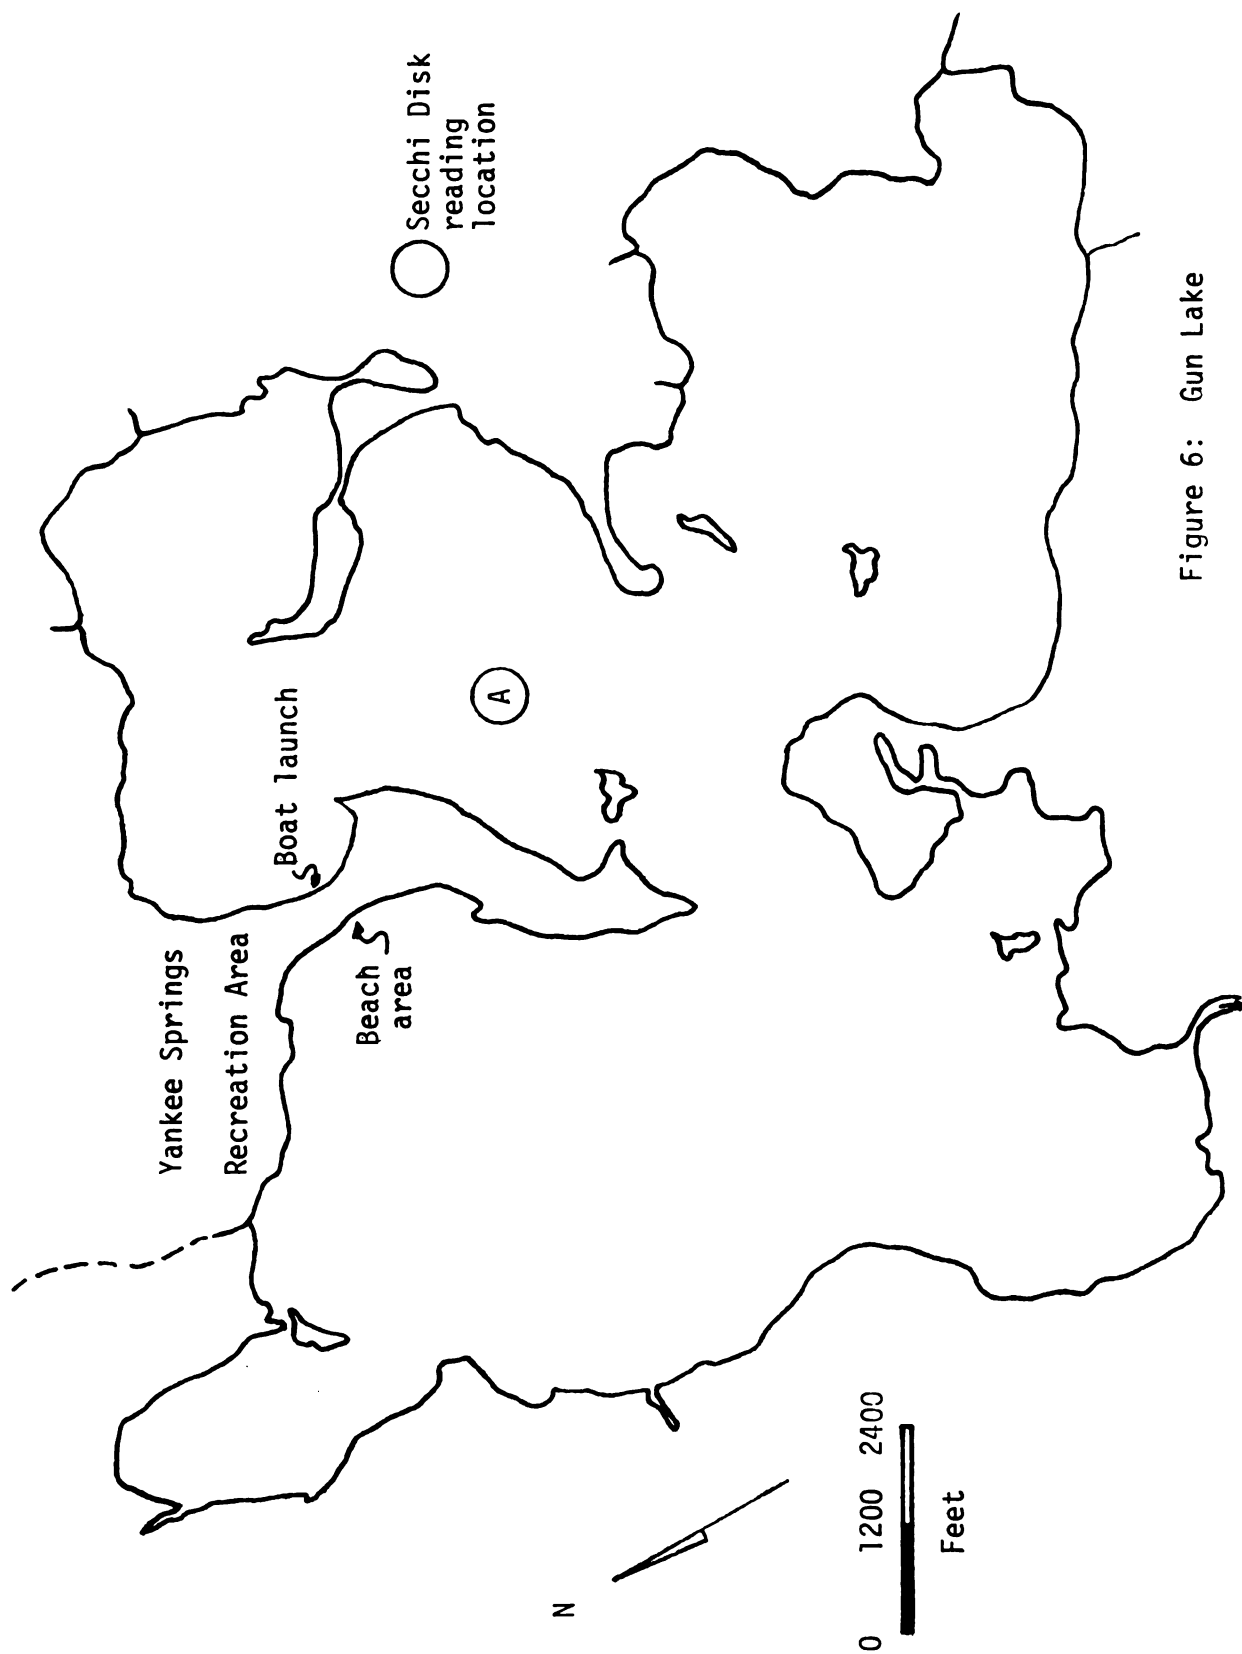 Yankee Springs
Recreation Area
Boat launch
Beach
area
Secchi Disk
reading
location
A
N
0 1200 2400
Feet
Figure 6: Gun Lake